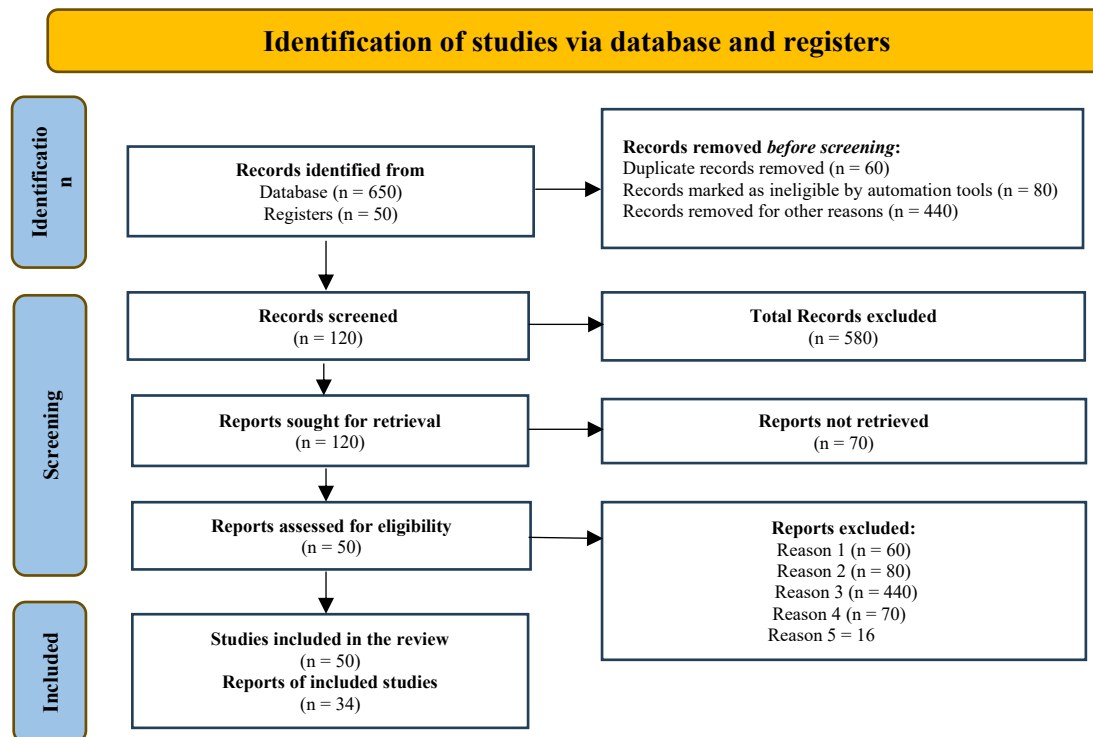 Identification of studies via database and registers
Identificatio
n
Records identified from
Database (n = 650)
Registers (n = 50)
Records removed before screening:
Duplicate records removed (n = 60)
Records marked as ineligible by automation tools (n = 80)
Records removed for other reasons (n = 440)
Screening
Records screened
(n = 120)
Total Records excluded
(n = 580)
Reports sought for retrieval
(n = 120)
Reports not retrieved
(n = 70)
Reports assessed for eligibility
(n = 50)
Reports excluded:
Reason 1 (n = 60)
Reason 2 (n = 80)
Reason 3 (n = 440)
Reason 4 (n = 70)
Reason 5 = 16
Included
Studies included in the review
(n = 50)
Reports of included studies
(n = 34)